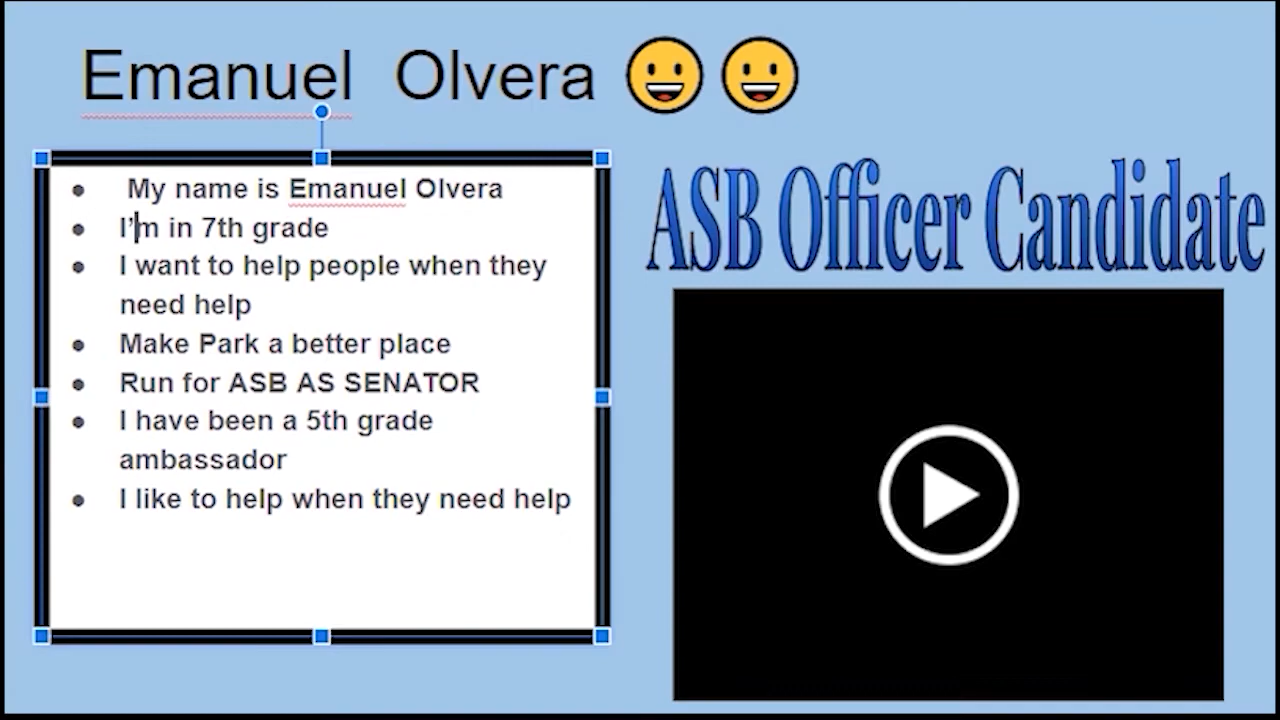 Emanuel Olvera 😀😀
• My name is Emanuel Olvera
• I’m in 7th grade
• I want to help people when they
need help
• Make Park a better place
• Run for ASB AS SENATOR
• I have been a 5th grade
ambassador
• I like to help when they need help
ASB Officer Candidate